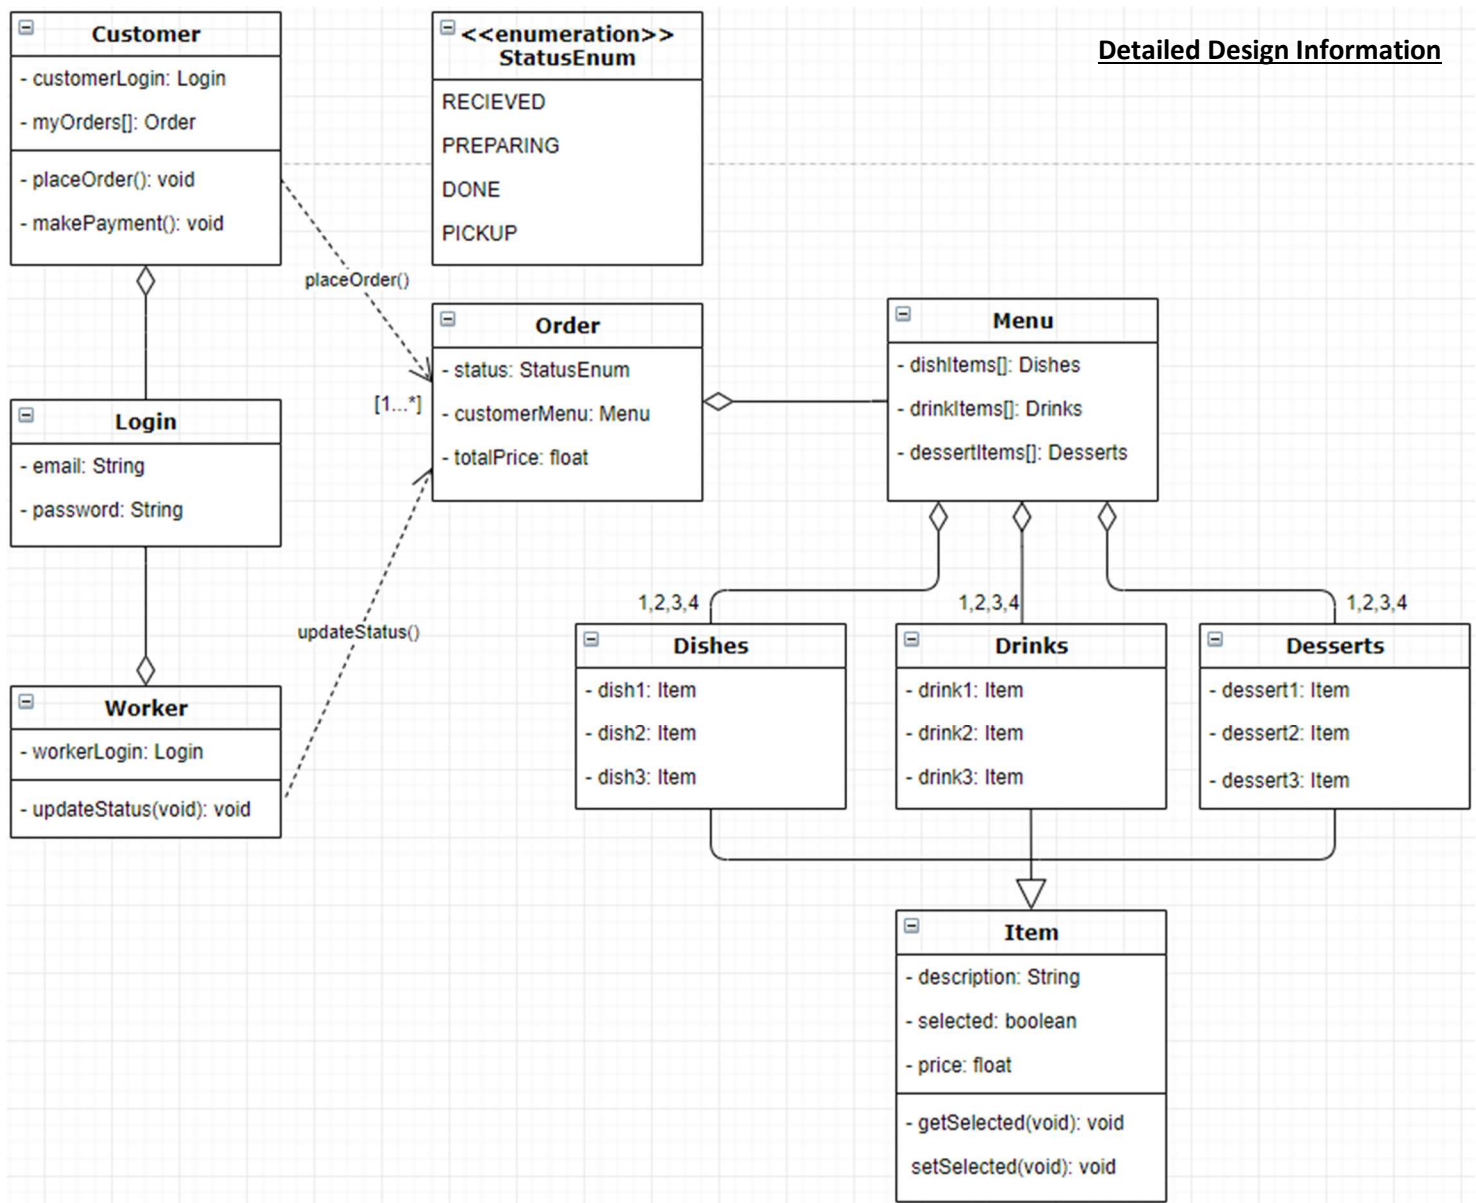 Detailed Design Information
Customer
- customerLogin: Login
- myOrders[]: Order
- placeOrder(): void
- makePayment(): void
<<enumeration>>
StatusEnum
RECIEVED
PREPARING
DONE
PICKUP
placeOrder()
[1...*]
Order
- status: StatusEnum
- customerMenu: Menu
- totalPrice: float
Menu
- dishItems[]: Dishes
- drinkItems[]: Drinks
- dessertItems[]: Desserts
Login
- email: String
- password: String
updateStatus()
Worker
- workerLogin: Login
- updateStatus(void): void
1,2,3,4
Dishes
- dish1: Item
- dish2: Item
- dish3: Item
1,2,3,4
Drinks
- drink1: Item
- drink2: Item
- drink3: Item
1,2,3,4
Desserts
- dessert1: Item
- dessert2: Item
- dessert3: Item
Item
- description: String
- selected: boolean
- price: float
- getSelected(void): void
setSelected(void): void